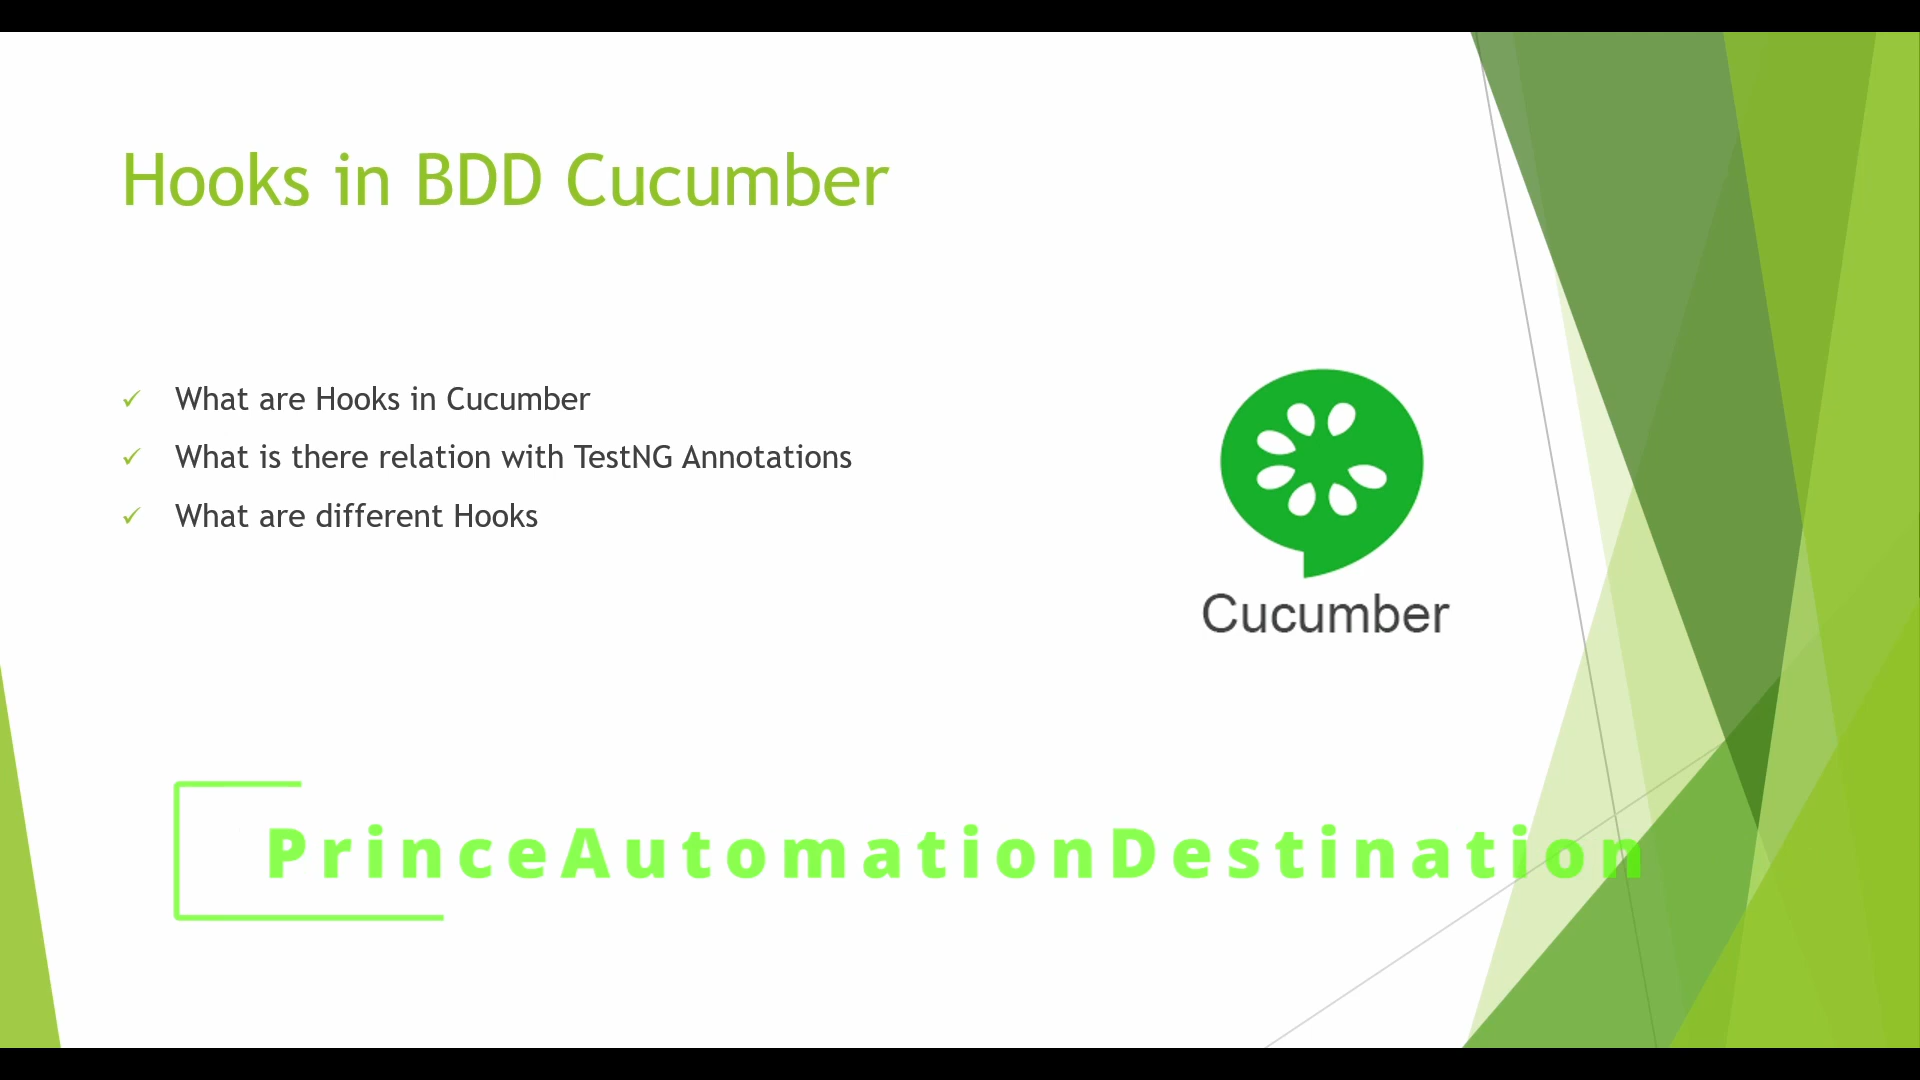 Hooks in BDD Cucumber
What are Hooks in Cucumber
What is there relation with TestNG Annotations
What are different Hooks
Cucumber
PrinceAutomationDestination